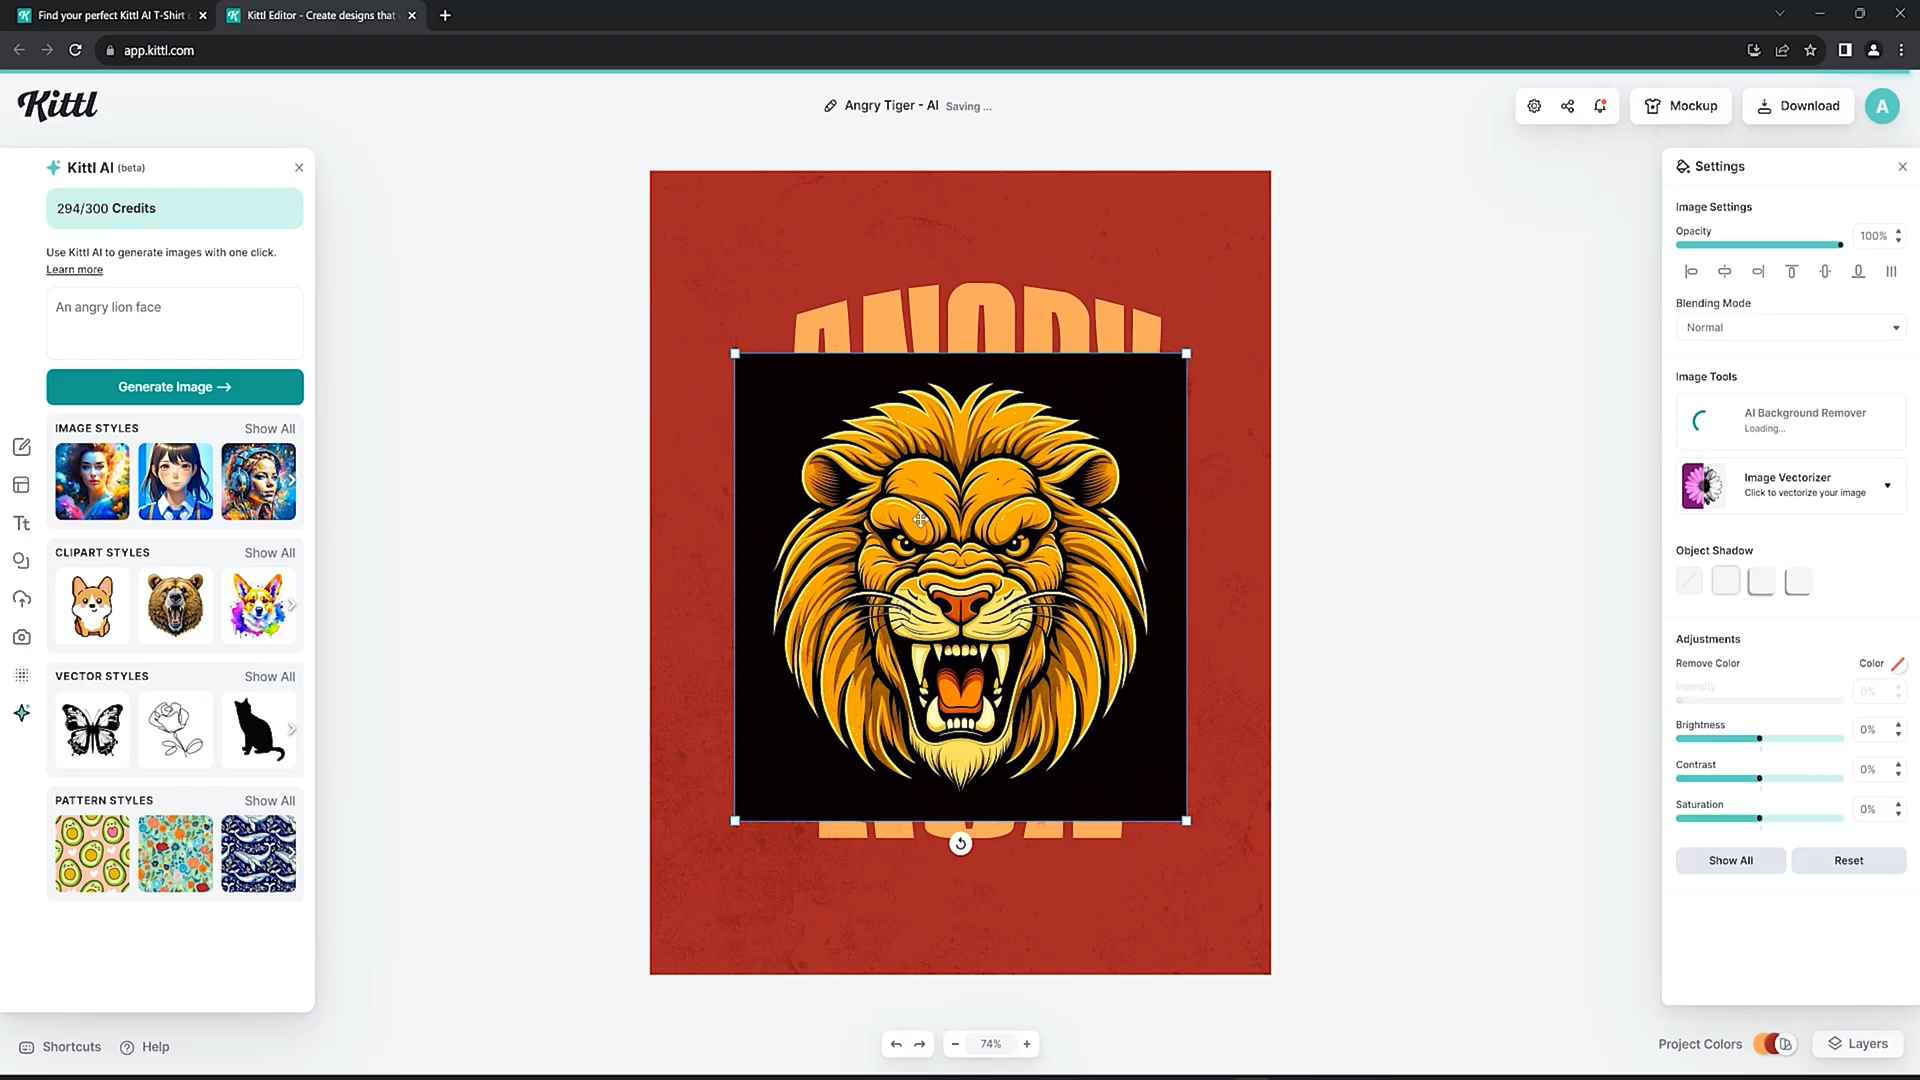 Find your perfect Kittl AI T-Shirt
Kittl Editor - Create designs that
app.kittl.com
Kittl
Angry Tiger - AI Saving ...
Mockup
Download
A
Kittl AI (beta)
294/300 Credits
Use Kittl AI to generate images with one click.
Learn more
An angry lion face
Generate Image →
IMAGE STYLES Show All
CLIPART STYLES Show All
VECTOR STYLES Show All
PATTERN STYLES Show All
Tt
Shortcuts
Help
ANGRY
74%
Settings
Image Settings
Opacity
100%
Blending Mode
Normal
Image Tools
AI Background Remover
Loading...
Image Vectorizer
Click to vectorize your image
Object Shadow
Adjustments
Remove Color Color
Intensity
0%
Brightness
0%
Contrast
0%
Saturation
0%
Show All Reset
Project Colors
Layers